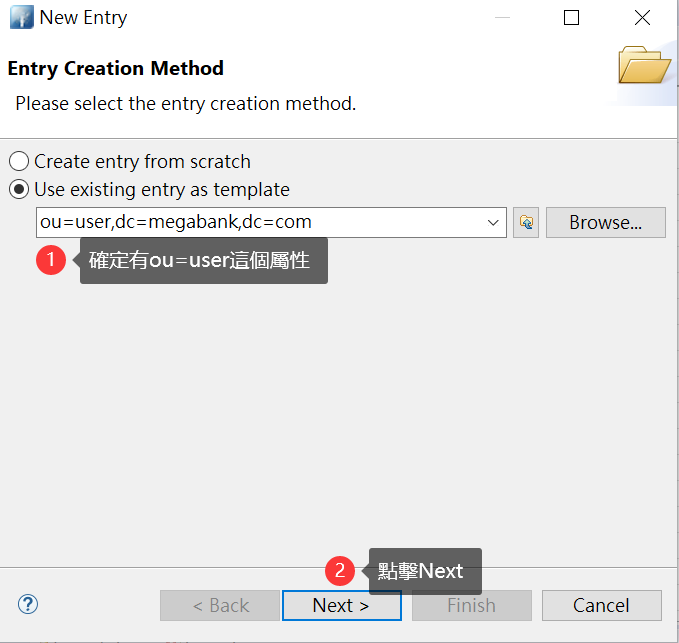 New Entry
Entry Creation Method
Please select the entry creation method.
Create entry from scratch
Use existing entry as template
ou=user,dc=megabank,dc=com
Browse...
1
確定有ou=user這個屬性
2
點擊Next
?
< Back
Next >
Finish
Cancel